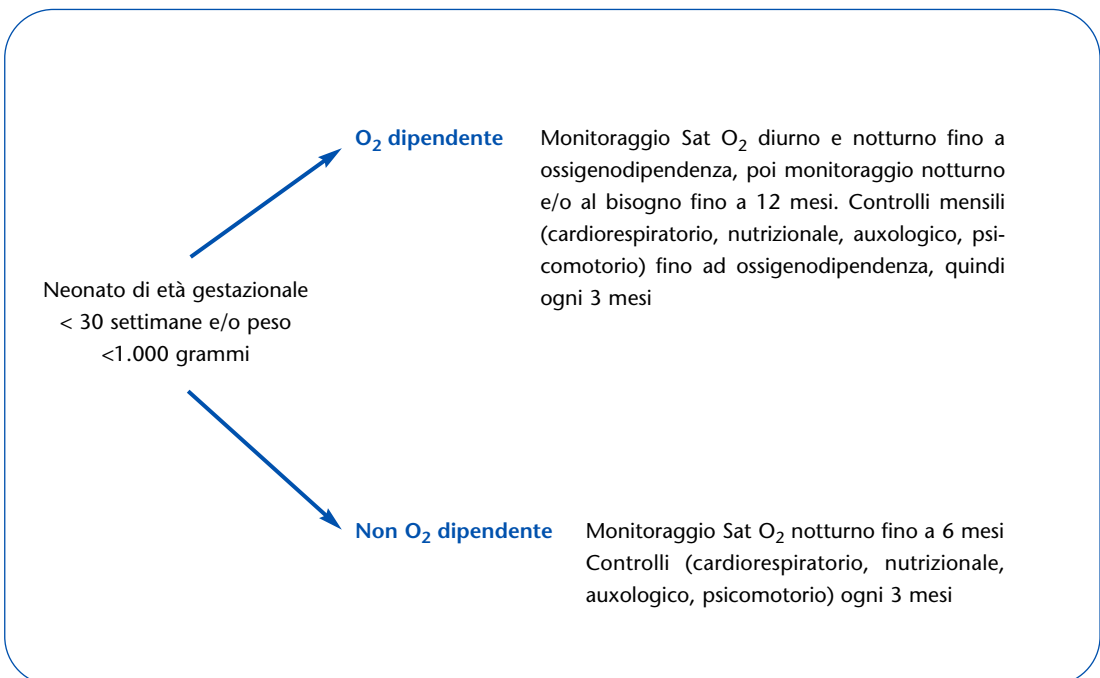 O2 dipendente
Monitoraggio Sat O2 diurno e notturno fino a
ossigenodipendenza, poi monitoraggio notturno
e/o al bisogno fino a 12 mesi. Controlli mensili
(cardiorespiratorio, nutrizionale, auxologico, psi-
comotorio) fino ad ossigenodipendenza, quindi
ogni 3 mesi
Neonato di età gestazionale
< 30 settimane e/o peso
<1.000 grammi
Non O2 dipendente
Monitoraggio Sat O2 notturno fino a 6 mesi
Controlli (cardiorespiratorio, nutrizionale,
auxologico, psicomotorio) ogni 3 mesi